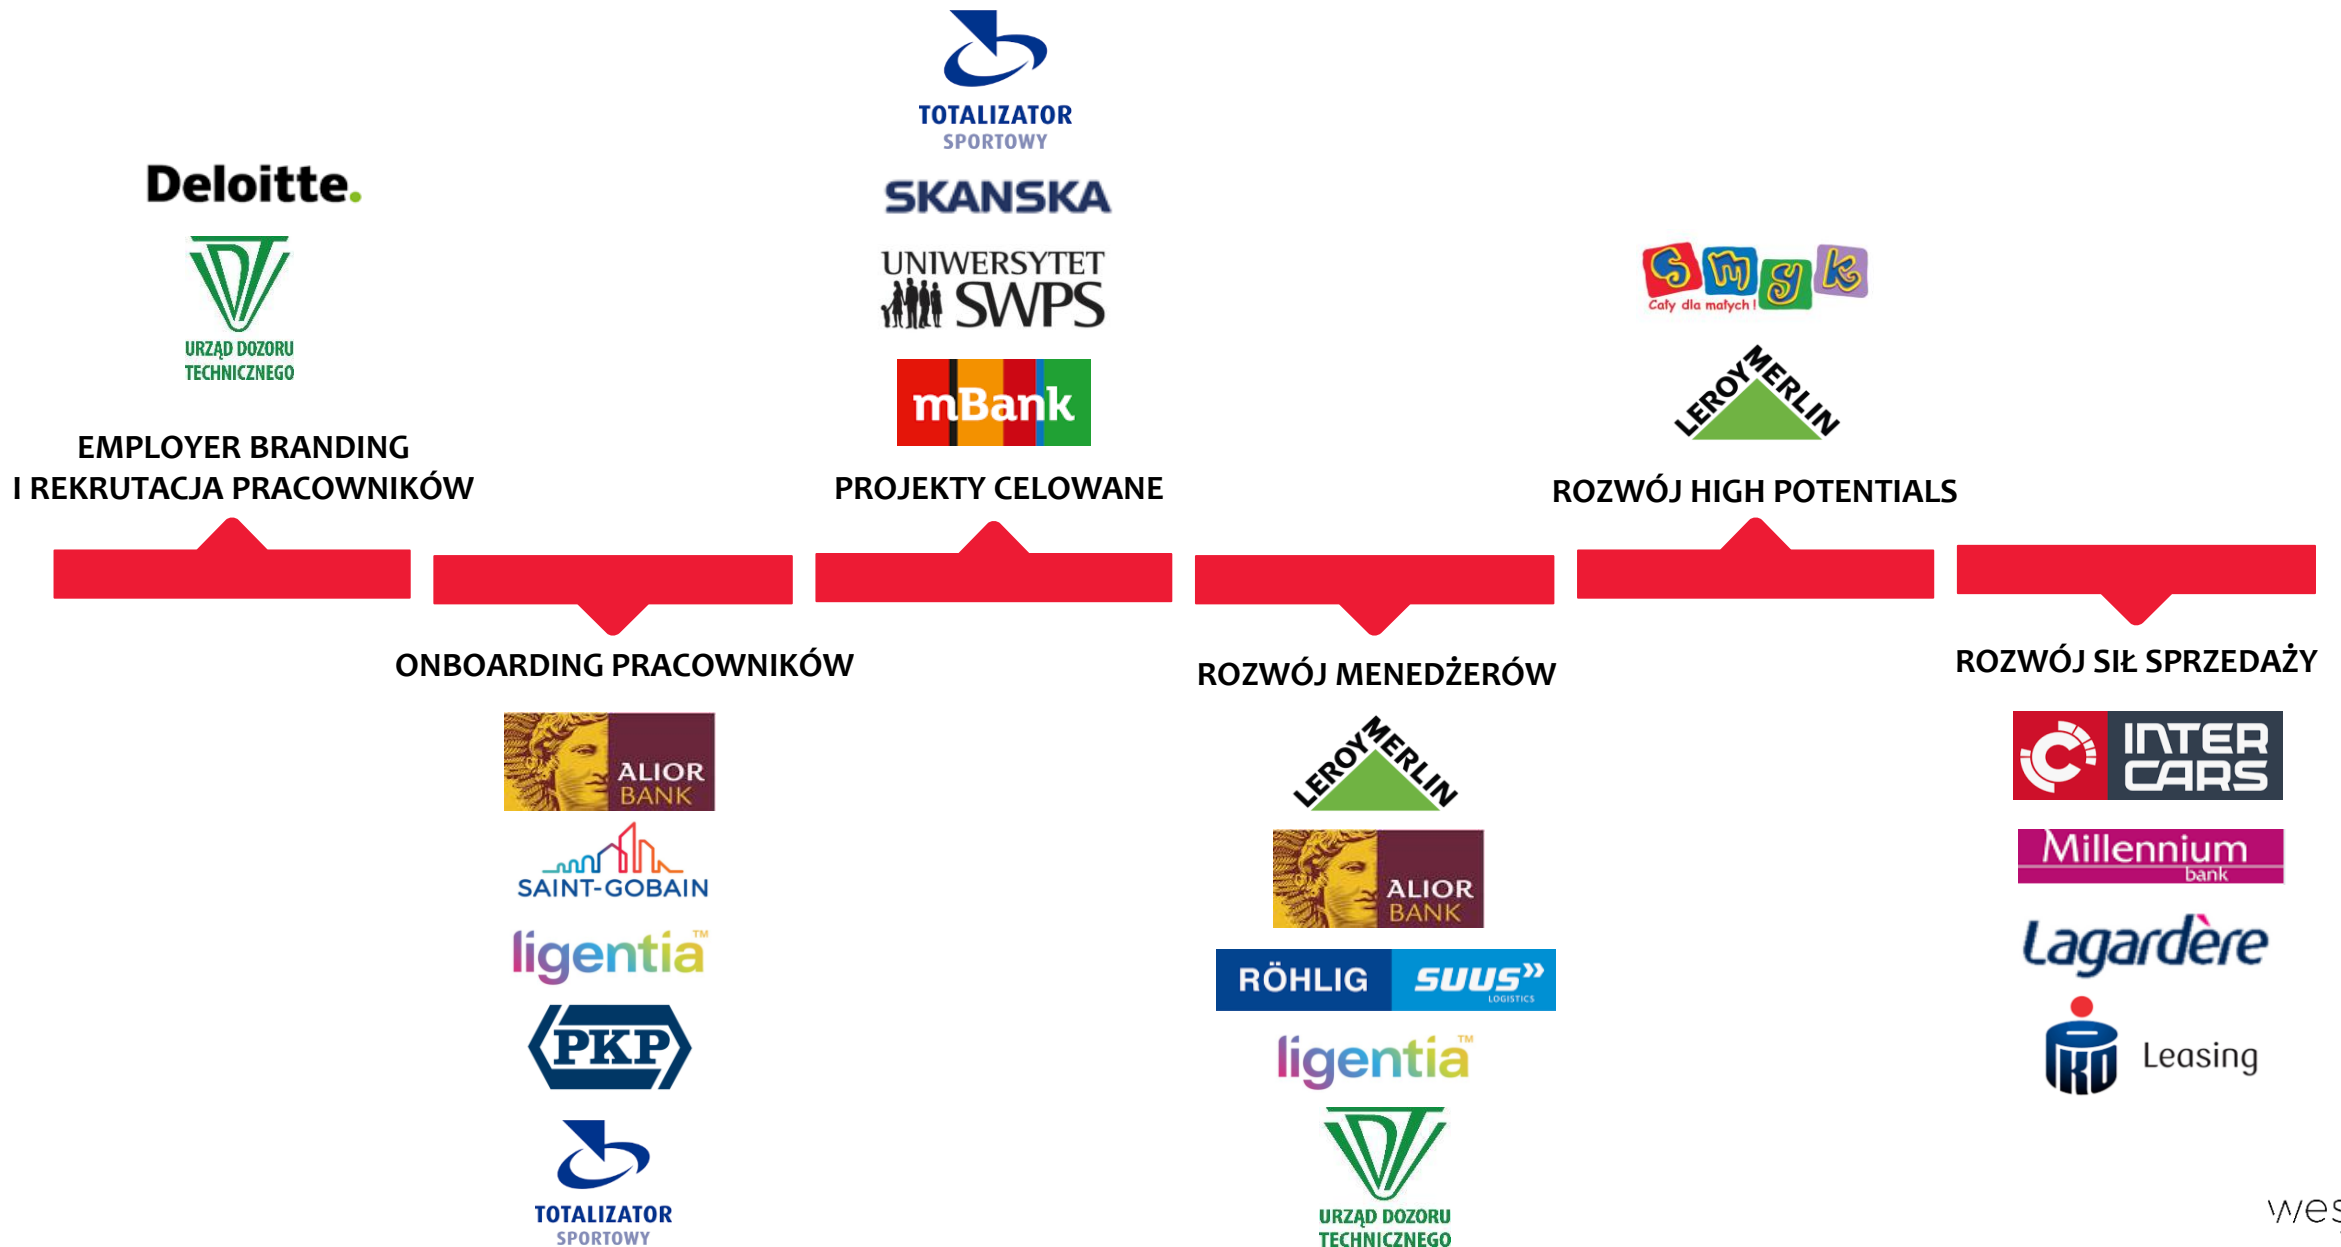 Deloitte.
URZĄD DOZORU
TECHNICZNEGO
EMPLOYER BRANDING
I REKRUTACJA PRACOWNIKÓW
ONBOARDING PRACOWNIKÓW
ALIOR
BANK
SAINT-GOBAIN
ligentia™
PKP
TOTALIZATOR
SPORTOWY
TOTALIZATOR
SPORTOWY
SKANSKA
UNIWERSYTET
SWPS
mBank
PROJEKTY CELOWANE
ROZWÓJ MENEDŻERÓW
LEROY MERLIN
ALIOR
BANK
RÖHLIG SUUS
LOGISTICS
ligentia™
URZĄD DOZORU
TECHNICZNEGO
smyk
Cały dla małych!
LEROY MERLIN
ROZWÓJ HIGH POTENTIALS
ROZWÓJ SIŁ SPRZEDAŻY
INTER
CARS
Millennium
bank
Lagardère
PKO Leasing